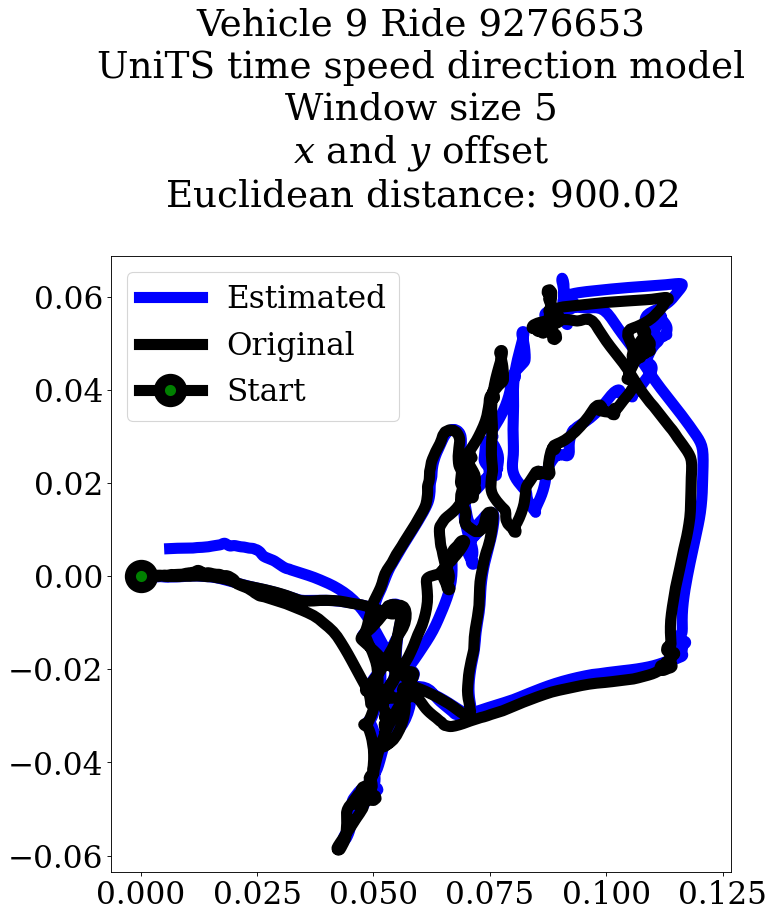 Vehicle 9 Ride 9276653
UniTS time speed direction model
Window size 5
x and y offset
Euclidean distance: 900.02
Estimated
Original
Start
0.06
0.04
0.02
0.00
−0.02
−0.04
−0.06
0.000 0.025 0.050 0.075 0.100 0.125